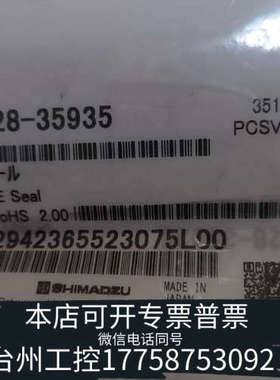 28-35935
351
PCSV
ール
E Seal
oHS 2.00
2942365523075L00
SHIMADZU
MADE IN
JAPAN
本店可开专票普票
微信电话同号
台州工控17758753092